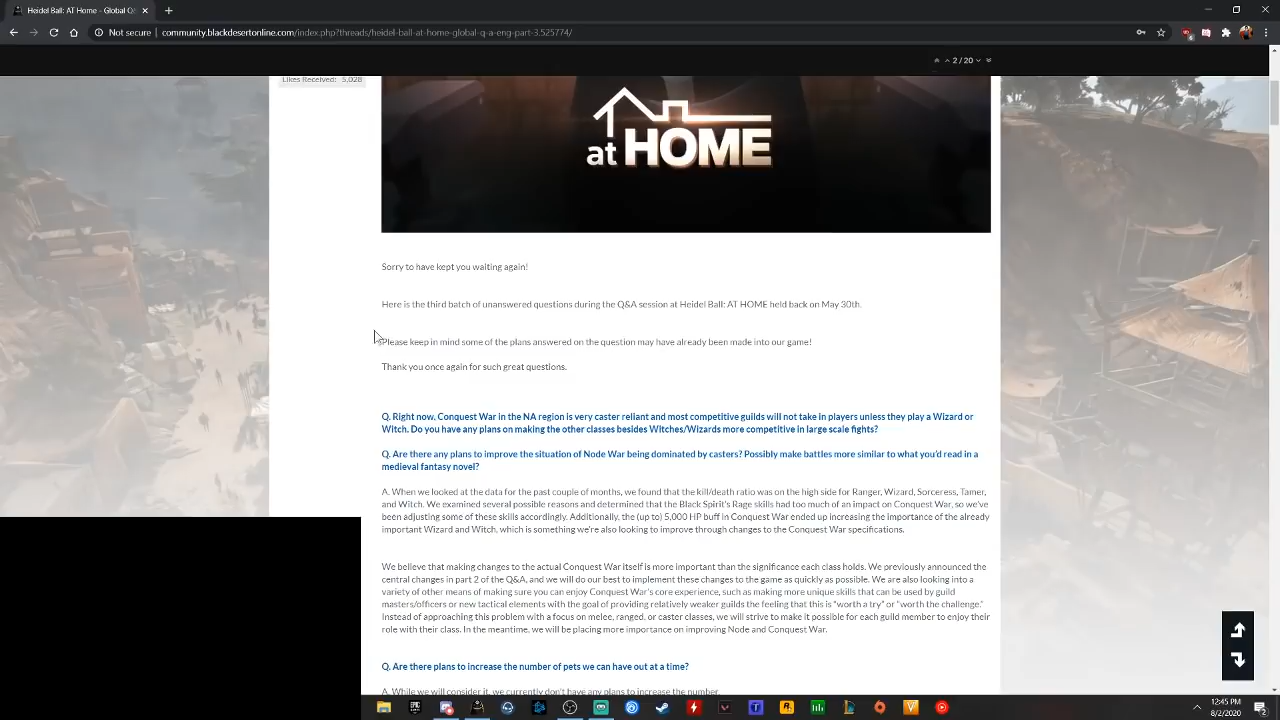 Heidel Ball: AT Home - Global Q&
Not secure
community.blackdesertonline.com/index.php?threads/heidel-ball-at-home-global-q-a-eng-part-3.525774/
2 / 20
Likes Received: 5,028
at HOME
Sorry to have kept you waiting again!
Here is the third batch of unanswered questions during the Q&A session at Heidel Ball: AT HOME held back on May 30th.
Please keep in mind some of the plans answered on the question may have already been made into our game!
Thank you once again for such great questions.
Q. Right now, Conquest War in the NA region is very caster reliant and most competitive guilds will not take in players unless they play a Wizard or
Witch. Do you have any plans on making the other classes besides Witches/Wizards more competitive in large scale fights?
Q. Are there any plans to improve the situation of Node War being dominated by casters? Possibly make battles more similar to what you'd read in a
medieval fantasy novel?
A. When we looked at the data for the past couple of months, we found that the kill/death ratio was on the high side for Ranger, Wizard, Sorceress, Tamer,
and Witch. We examined several possible reasons and determined that the Black Spirit's Rage skills had too much of an impact on Conquest War, so we've
been adjusting some of these skills accordingly. Additionally, the (up to) 5,000 HP buff in Conquest War ended up increasing the importance of the already
important Wizard and Witch, which is something we're also looking to improve through changes to the Conquest War specifications.
We believe that making changes to the actual Conquest War itself is more important than the significance each class holds. We previously announced the
central changes in part 2 of the Q&A, and we will do our best to implement these changes to the game as quickly as possible. We are also looking into a
variety of other means of making sure you can enjoy Conquest War's core experience, such as making more unique skills that can be used by guild
masters/officers or new tactical elements with the goal of providing relatively weaker guilds the feeling that this is "worth a try" or "worth the challenge."
Instead of approaching this problem with a focus on melee, ranged, or caster classes, we will strive to make it possible for each guild member to enjoy their
role with their class. In the meantime, we will be placing more importance on improving Node and Conquest War.
Q. Are there plans to increase the number of pets we can have out at a time?
A. While we will consider it, we currently don't have any plans to increase the number.
12:45 PM
8/2/2020